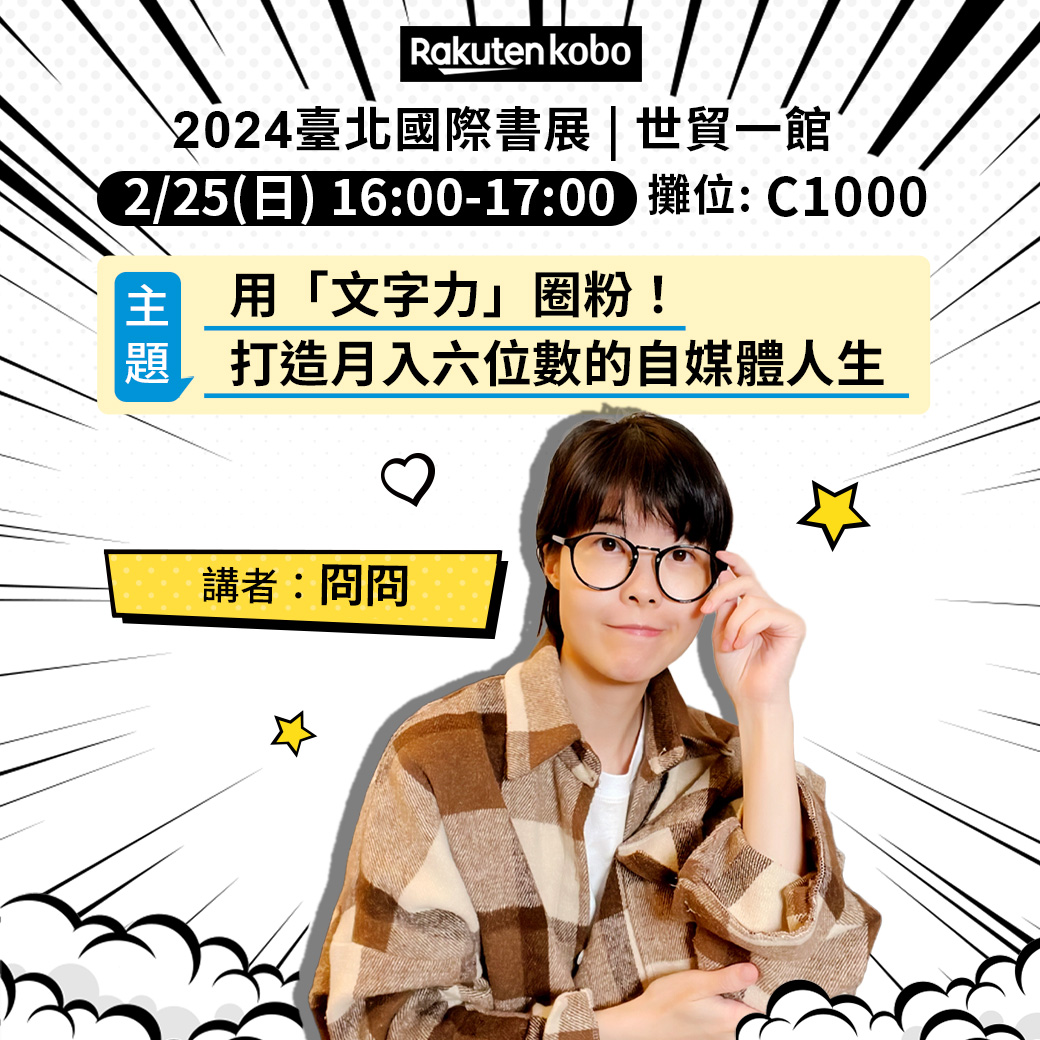 Rakuten kobo
2024臺北國際書展 | 世貿一館
2/25(日) 16:00-17:00 攤位: C1000
主題
用「文字力」圈粉！
打造月入六位數的自媒體人生
講者：冏冏